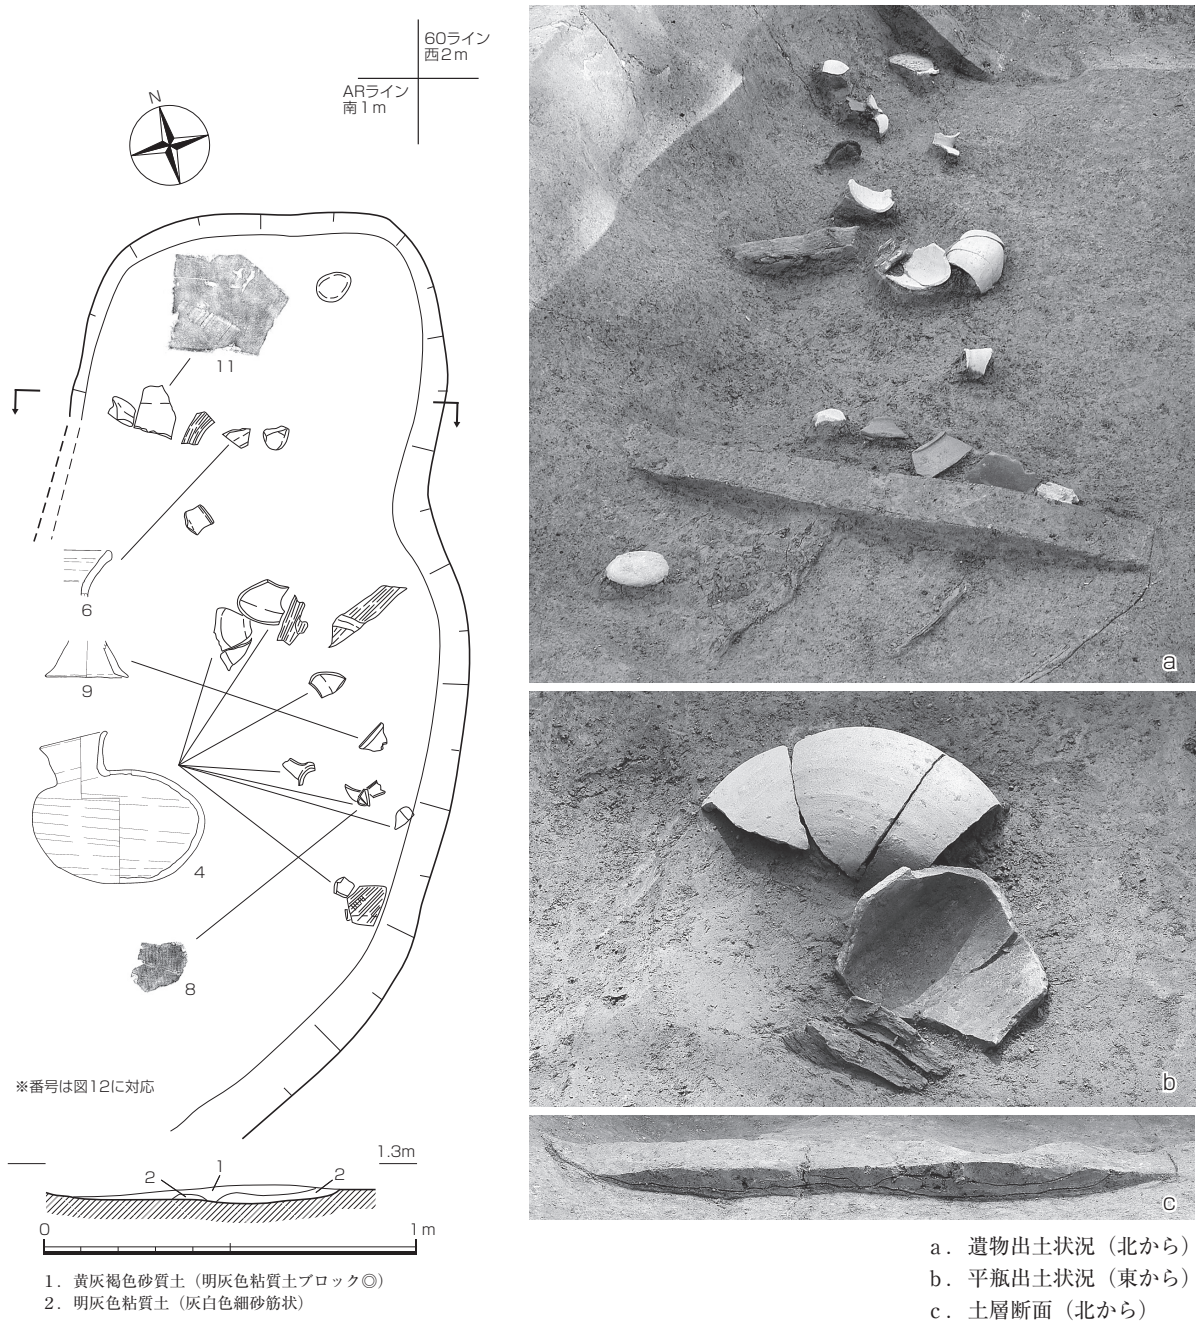 60ライン
西2m
ARライン
南1m
N
11
6
9
4
8
※番号は図12に対応
1.3m
1
2
2
0
1m
1．黄灰褐色砂質土（明灰色粘質土ブロック◎）
2．明灰色粘質土（灰白色細砂筋状）
a
b
c
a．遺物出土状況（北から）
b．平瓶出土状況（東から）
c．土層断面（北から）